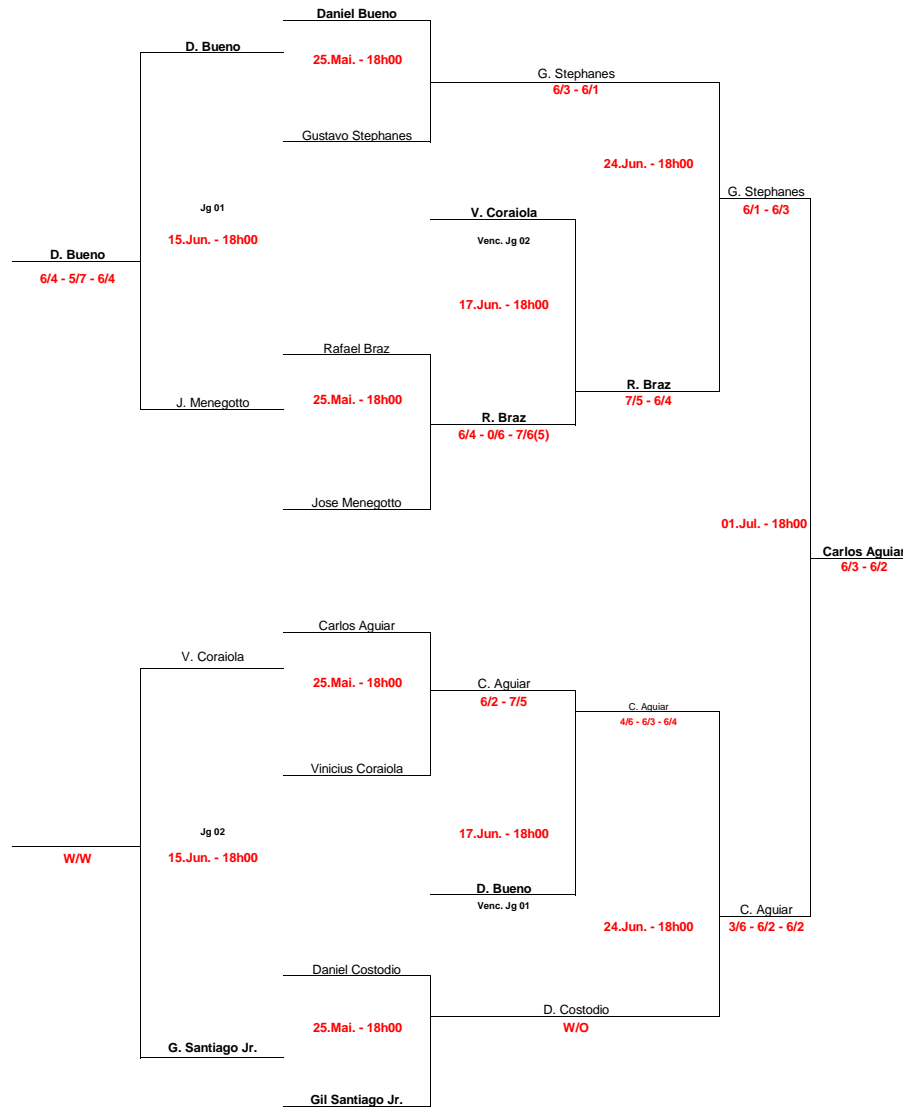 Daniel Bueno
D. Bueno
25.Mai. - 18h00
G. Stephanes
6/3 - 6/1
Gustavo Stephanes
24.Jun. - 18h00
G. Stephanes
6/1 - 6/3
Jg 01
V. Coraiola
15.Jun. - 18h00
Venc. Jg 02
D. Bueno
6/4 - 5/7 - 6/4
17.Jun. - 18h00
Rafael Braz
R. Braz
7/5 - 6/4
J. Menegotto
25.Mai. - 18h00
R. Braz
6/4 - 0/6 - 7/6(5)
Jose Menegotto
01.Jul. - 18h00
Carlos Aguiar
6/3 - 6/2
Carlos Aguiar
V. Coraiola
25.Mai. - 18h00
C. Aguiar
6/2 - 7/5
C. Aguiar
4/6 - 6/3 - 6/4
Vinicius Coraiola
Jg 02
17.Jun. - 18h00
W/W
15.Jun. - 18h00
D. Bueno
Venc. Jg 01
C. Aguiar
24.Jun. - 18h00
3/6 - 6/2 - 6/2
Daniel Costodio
D. Costodio
W/O
25.Mai. - 18h00
G. Santiago Jr.
Gil Santiago Jr.